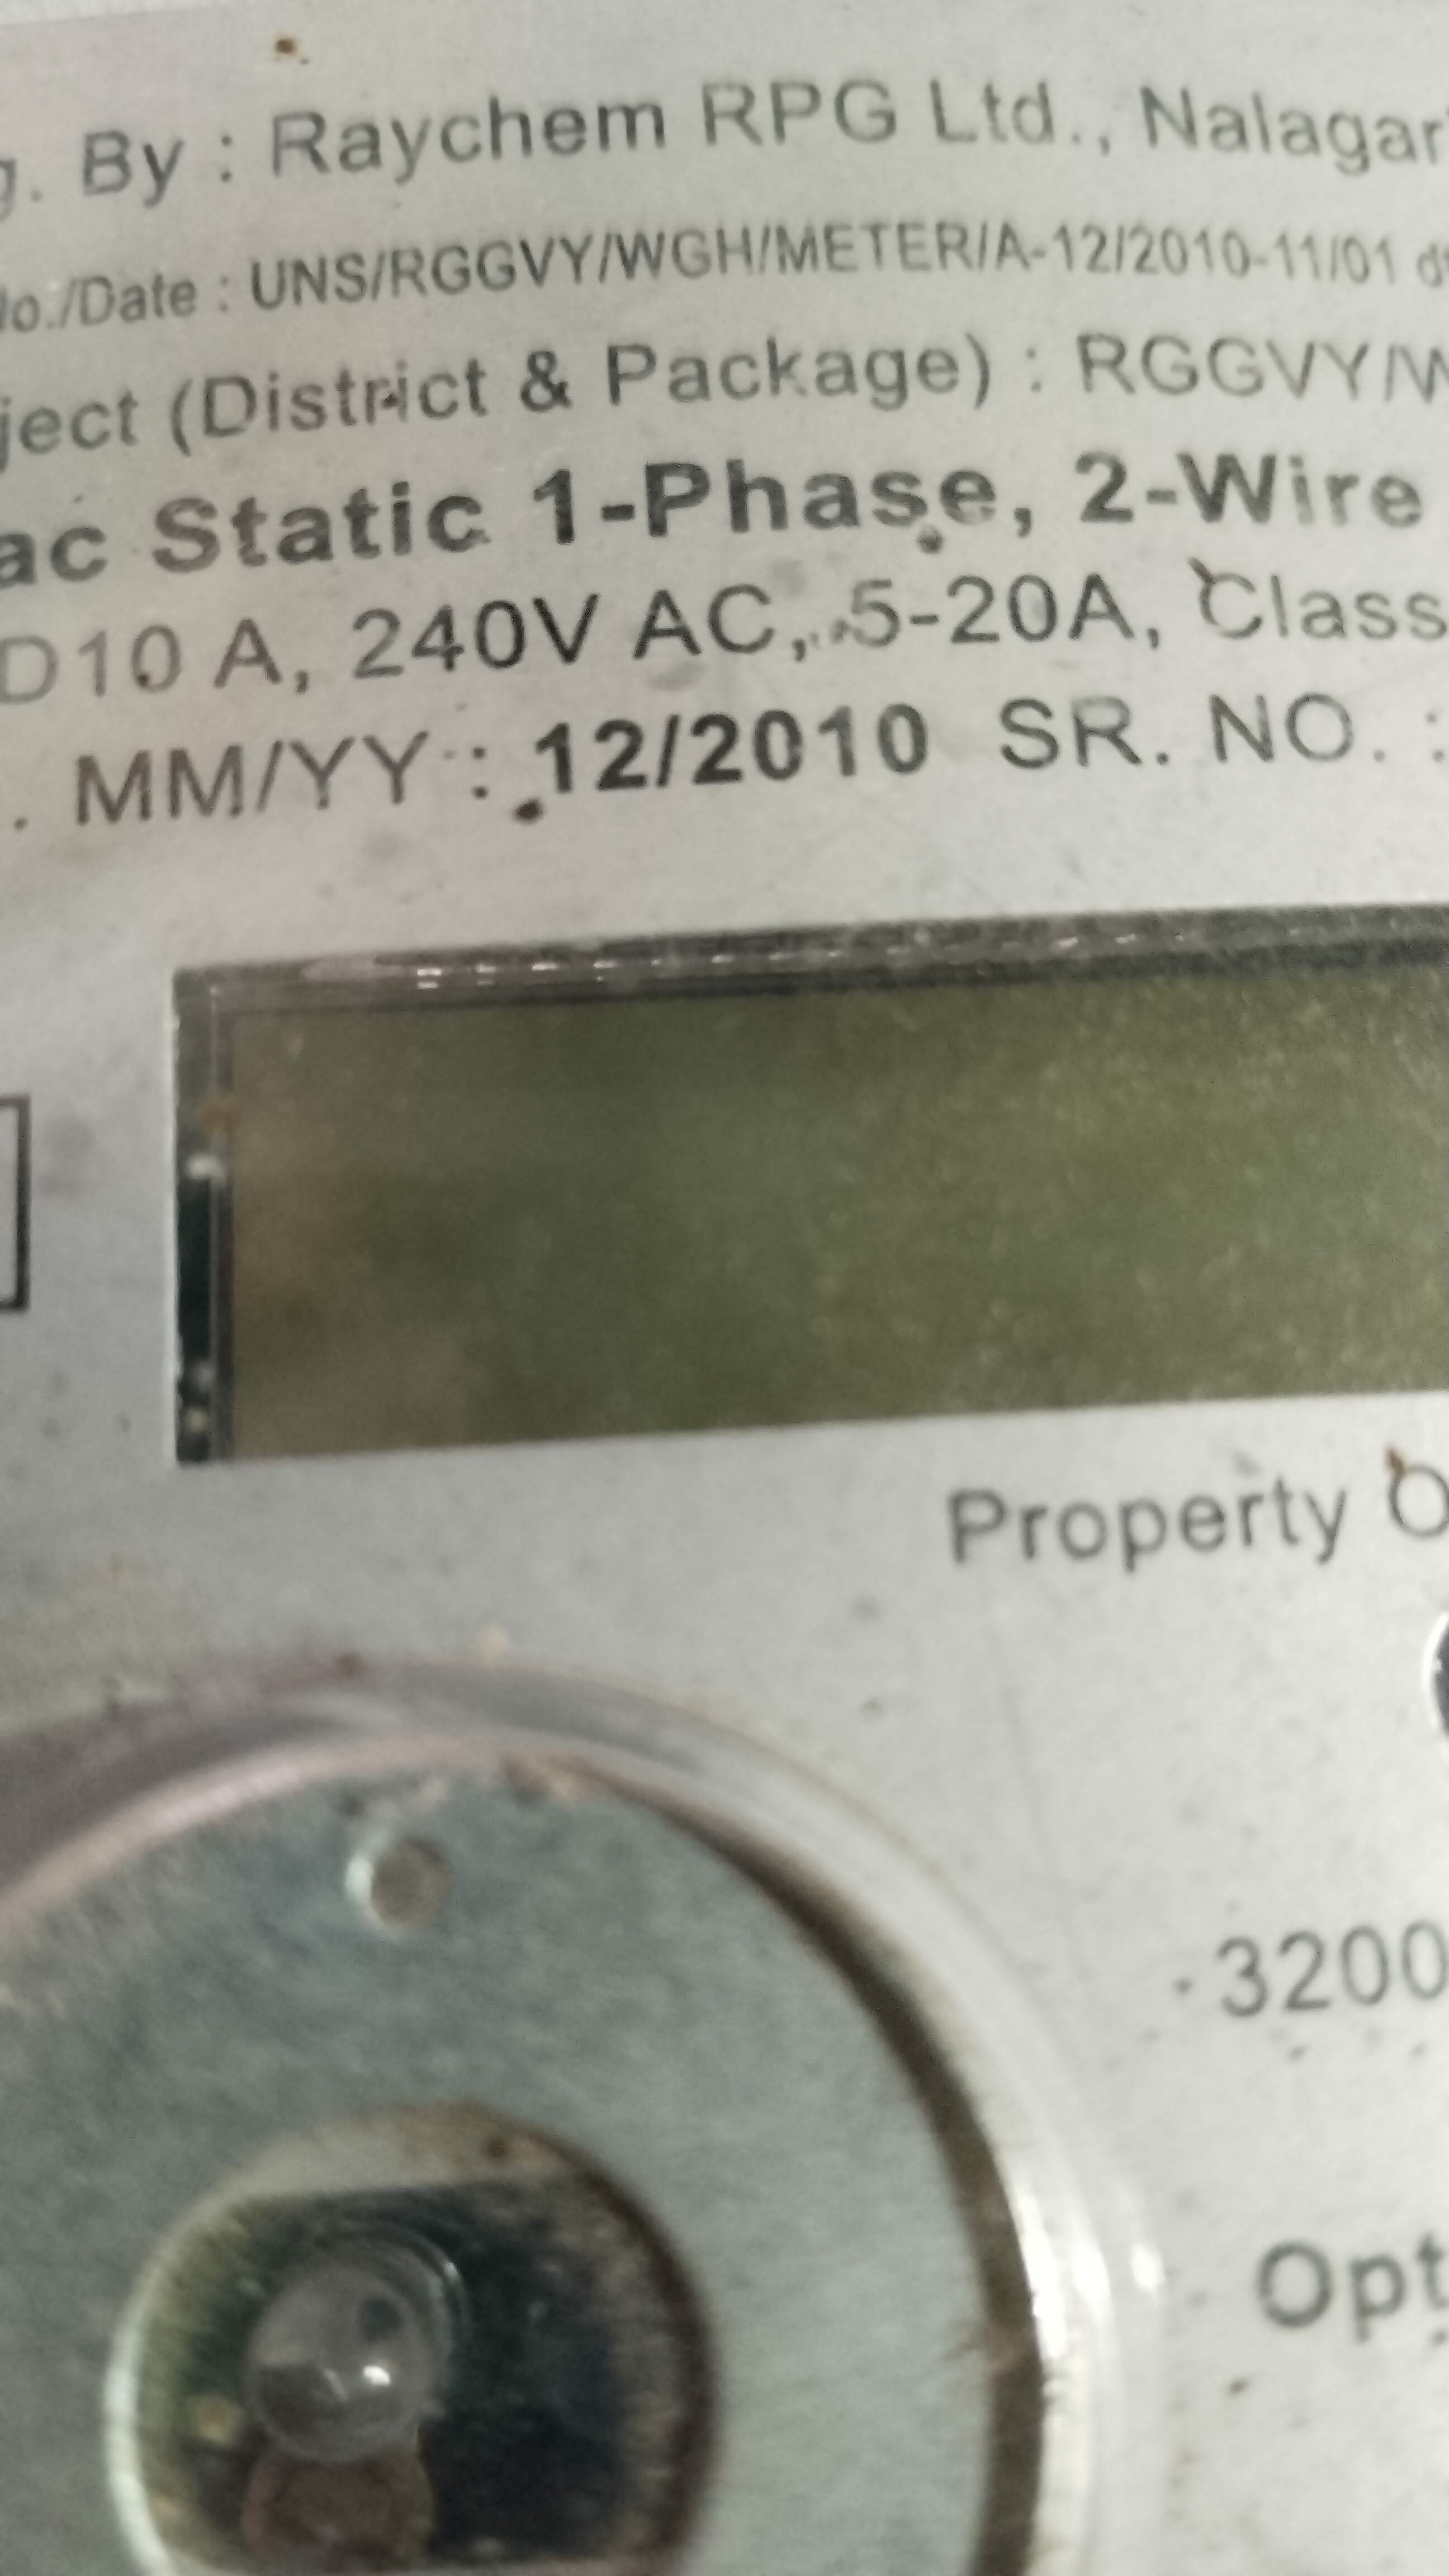 g. By : Raychem RPG Ltd., Nalagar
No./Date : UNS/RGGVY/WGH/METER/A-12/2010-11/01 d
ject (District & Package) : RGGVY/W
ac Static 1-Phase, 2-Wire
D10 A, 240V AC, 5-20A, Class
. MM/YY : 12/2010 SR. NO. :
Property O
3200
Opt